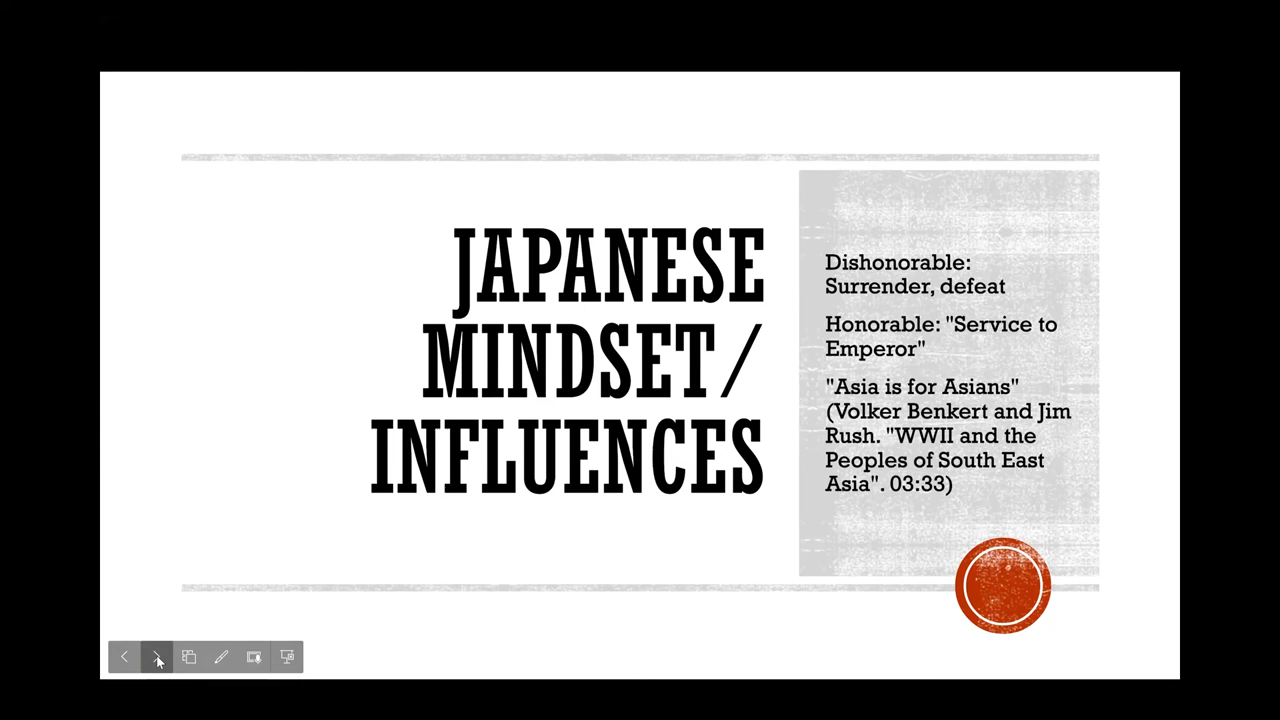 JAPANESE
MINDSET/
INFLUENCES
Dishonorable:
Surrender, defeat
Honorable: "Service to
Emperor"
"Asia is for Asians"
(Volker Benkert and Jim
Rush. "WWII and the
Peoples of South East
Asia". 03:33)